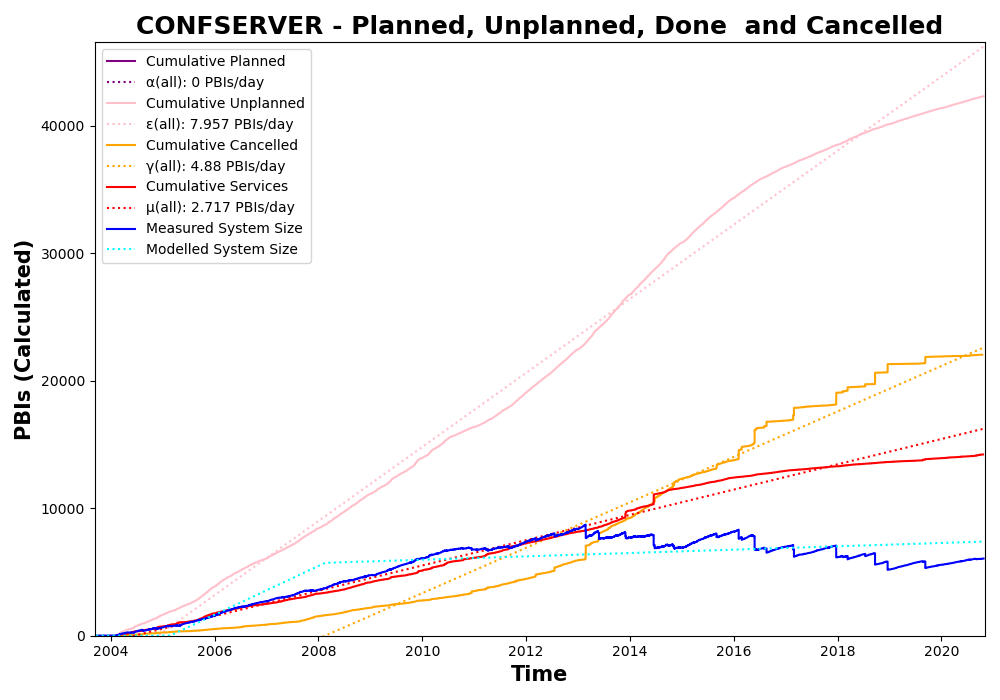 CONFSERVER - Planned, Unplanned, Done  and Cancelled
Cumulative Planned
α(all): 0 PBIs/day
Cumulative Unplanned
ε(all): 7.957 PBIs/day
Cumulative Cancelled
γ(all): 4.88 PBIs/day
Cumulative Services
μ(all): 2.717 PBIs/day
Measured System Size
Modelled System Size
PBIs (Calculated)
40000
30000
20000
10000
0
2004 2006 2008 2010 2012 2014 2016 2018 2020
Time